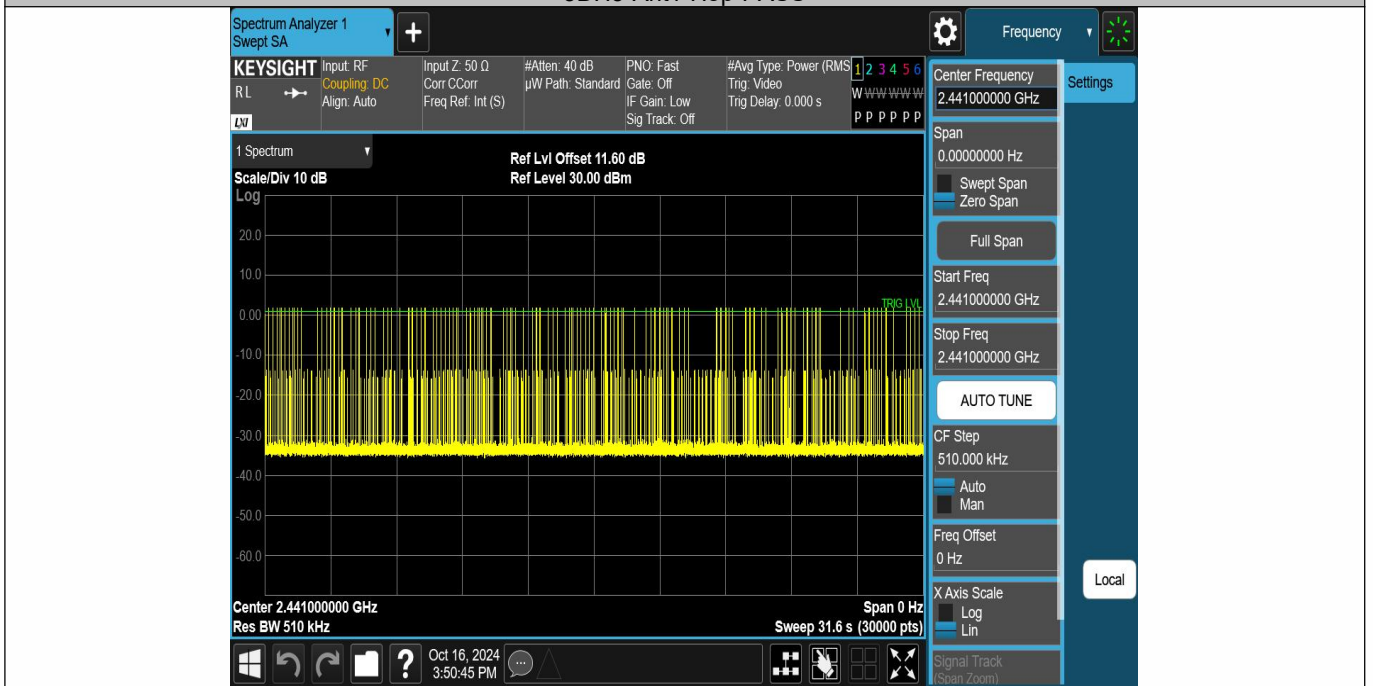 Spectrum Analyzer 1
Swept SA
+
Frequency
KEYSIGHT
RL
LXI
Input: RF
Coupling: DC
Align: Auto
Input Z: 50 Ω
Corr CCorr
Freq Ref: Int (S)
#Atten: 40 dB
µW Path: Standard
PNO: Fast
Gate: Off
IF Gain: Low
Sig Track: Off
#Avg Type: Power (RMS
Trig: Video
Trig Delay: 0.000 s
1 2 3 4 5 6
W W W W W W
P P P P P P
1 Spectrum
Scale/Div 10 dB
Ref Lvl Offset 11.60 dB
Ref Level 30.00 dBm
Log
20.0
10.0
TRIG LVL
0.00
-10.0
-20.0
-30.0
-40.0
-50.0
-60.0
Center 2.441000000 GHz
Span 0 Hz
Res BW 510 kHz
Sweep 31.6 s (30000 pts)
Center Frequency
2.441000000 GHz
Settings
Span
0.00000000 Hz
Swept Span
Zero Span
Full Span
Start Freq
2.441000000 GHz
Stop Freq
2.441000000 GHz
AUTO TUNE
CF Step
510.000 kHz
Auto
Man
Freq Offset
0 Hz
X Axis Scale
Log
Lin
Local
Signal Track
(Span Zoom)
?
Oct 16, 2024
3:50:45 PM